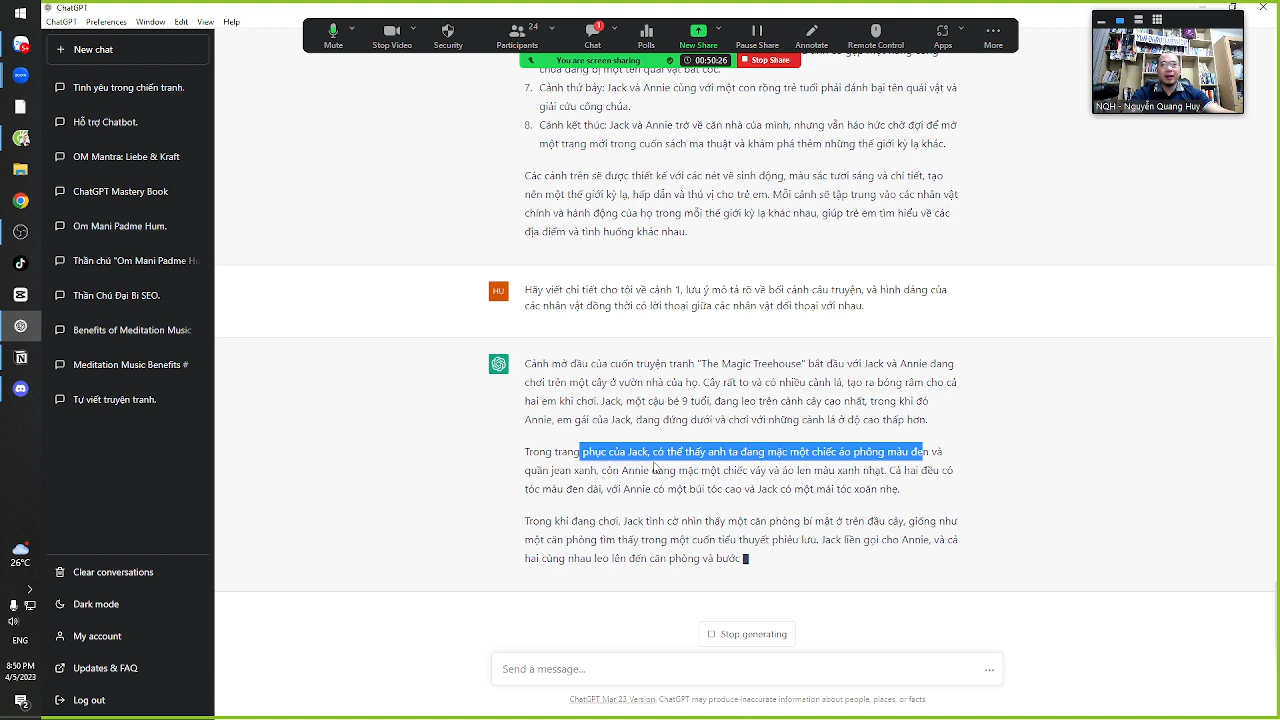 ChatGPT
ChatGPT Preferences Window Edit View Help
New chat
Tình yêu trong chiến tranh.
Hỗ trợ Chatbot.
OM Mantra: Liebe & Kraft
ChatGPT Mastery Book
Om Mani Padme Hum.
Thần chú "Om Mani Padme Hu
Thần Chú Đại Bi SEO.
Benefits of Meditation Music
Meditation Music Benefits #
Tự viết truyện tranh.
Clear conversations
Dark mode
My account
Updates & FAQ
Log out
26°C
ENG
8:50 PM
4/5/2023
2
5+
24
1
Mute
Stop Video
Security
Participants
Chat
Polls
New Share
Pause Share
Annotate
Remote Control
Apps
More
You are screen sharing
00:50:26
Stop Share
NQH - Nguyễn Quang Huy
chúa đang bị một tên quái vật bắt cóc.
7. Cảnh thứ bảy: Jack và Annie cùng với một con rồng trẻ tuổi phải đánh bại tên quái vật và
giải cứu công chúa.
8. Cảnh kết thúc: Jack và Annie trở về căn nhà của mình, nhưng vẫn háo hức chờ đợi để mở
một trang mới trong cuốn sách ma thuật và khám phá thêm những thế giới kỳ lạ khác.
Các cảnh trên sẽ được thiết kế với các nét vẽ sinh động, màu sắc tươi sáng và chi tiết, tạo
nên một thế giới kỳ lạ, hấp dẫn và thú vị cho trẻ em. Mỗi cảnh sẽ tập trung vào các nhân vật
chính và hành động của họ trong mỗi thế giới kỳ lạ khác nhau, giúp trẻ em tìm hiểu về các
địa điểm và tình huống khác nhau.
HU
Hãy viết chi tiết cho tôi về cảnh 1, lưu ý mô tả rõ về bối cảnh câu truyện, và hình dáng của
các nhân vật đồng thời có lời thoại giữa các nhân vật đối thoại với nhau.
Cảnh mở đầu của cuốn truyện tranh "The Magic Treehouse" bắt đầu với Jack và Annie đang
chơi trên một cây ở vườn nhà của họ. Cây rất to và có nhiều cành lá, tạo ra bóng râm cho cả
hai em khi chơi. Jack, một cậu bé 9 tuổi, đang leo trên cành cây cao nhất, trong khi đó
Annie, em gái của Jack, đang đứng dưới và chơi với những cành lá ở độ cao thấp hơn.
Trong trang phục của Jack, có thể thấy anh ta đang mặc một chiếc áo phông màu đen và
quần jean xanh, còn Annie đang mặc một chiếc váy và áo len màu xanh nhạt. Cả hai đều có
tóc màu đen dài, với Annie có một búi tóc cao và Jack có một mái tóc xoăn nhẹ.
Trong khi đang chơi, Jack tình cờ nhìn thấy một căn phòng bí mật ở trên đầu cây, giống như
một căn phòng tìm thấy trong một cuốn tiểu thuyết phiêu lưu. Jack liền gọi cho Annie, và cả
hai cùng nhau leo lên đến căn phòng và bước
Stop generating
Send a message...
ChatGPT Mar 23 Version. ChatGPT may produce inaccurate information about people, places, or facts